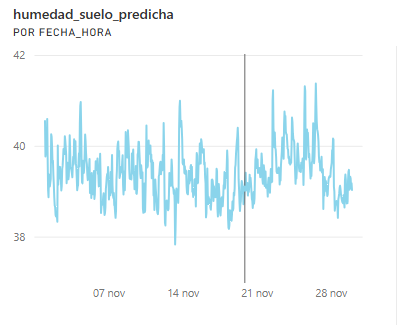 humedad_suelo_predicha
POR FECHA_HORA
42
40
38
07 nov
14 nov
21 nov
28 nov